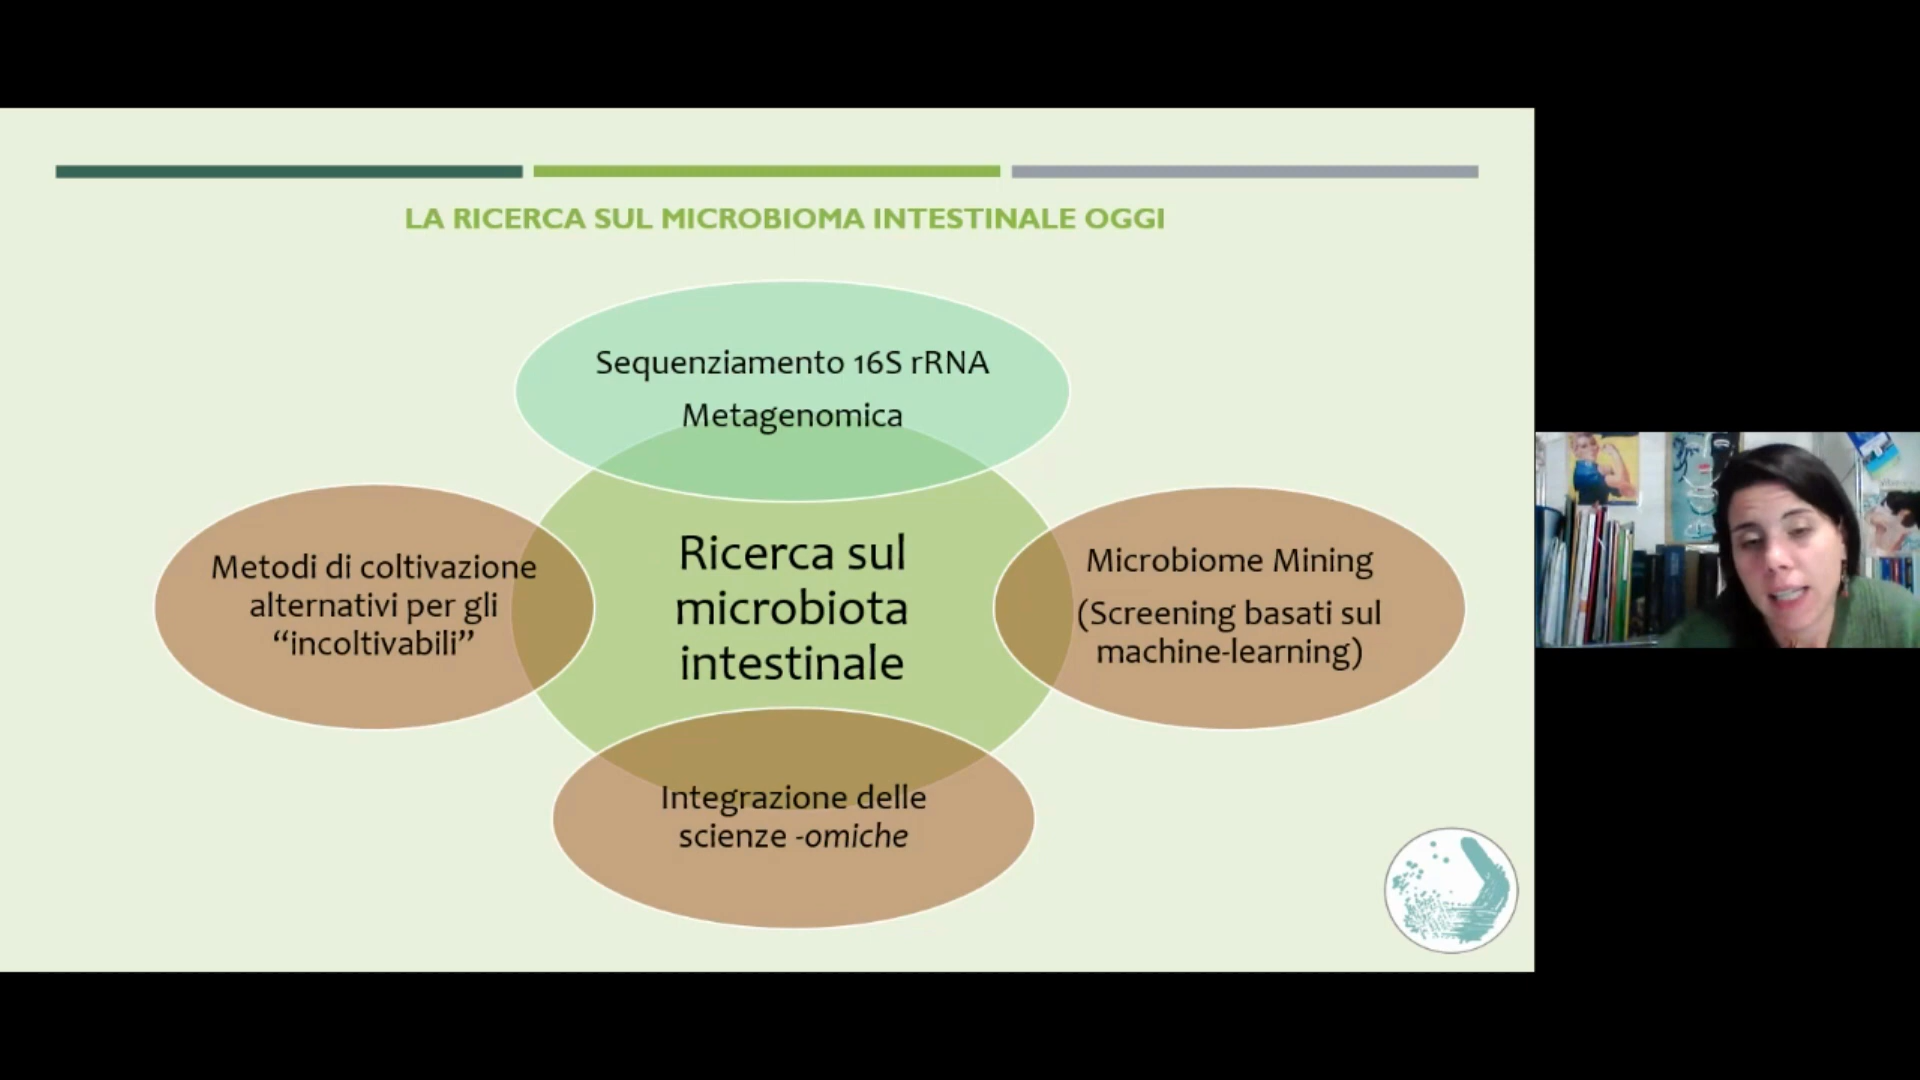 LA RICERCA SUL MICROBIOMA INTESTINALE OGGI
Sequenziamento 16S rRNA
Metagenomica
Metodi di coltivazione
alternativi per gli
“incoltivabili”
Ricerca sul
microbiota
intestinale
Microbiome Mining
(Screening basati sul
machine-learning)
Integrazione delle
scienze -omiche